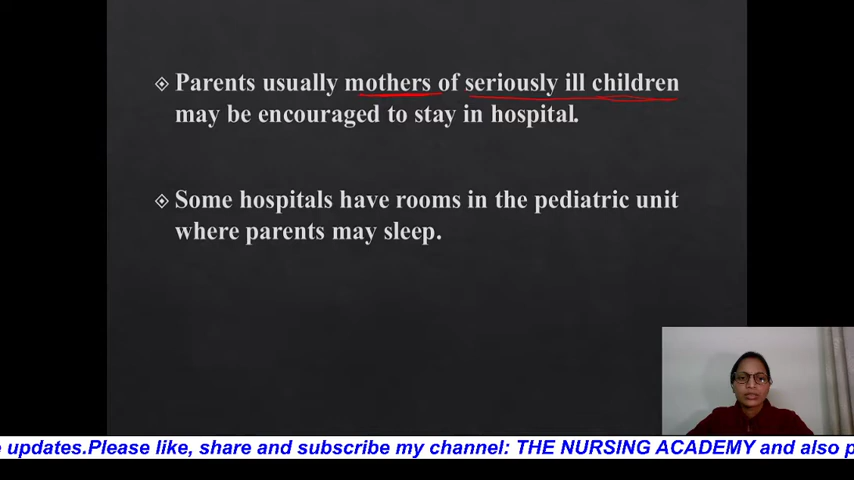 Parents usually mothers of seriously ill children
may be encouraged to stay in hospital.
Some hospitals have rooms in the pediatric unit
where parents may sleep.
updates.Please like, share and subscribe my channel: THE NURSING ACADEMY and also